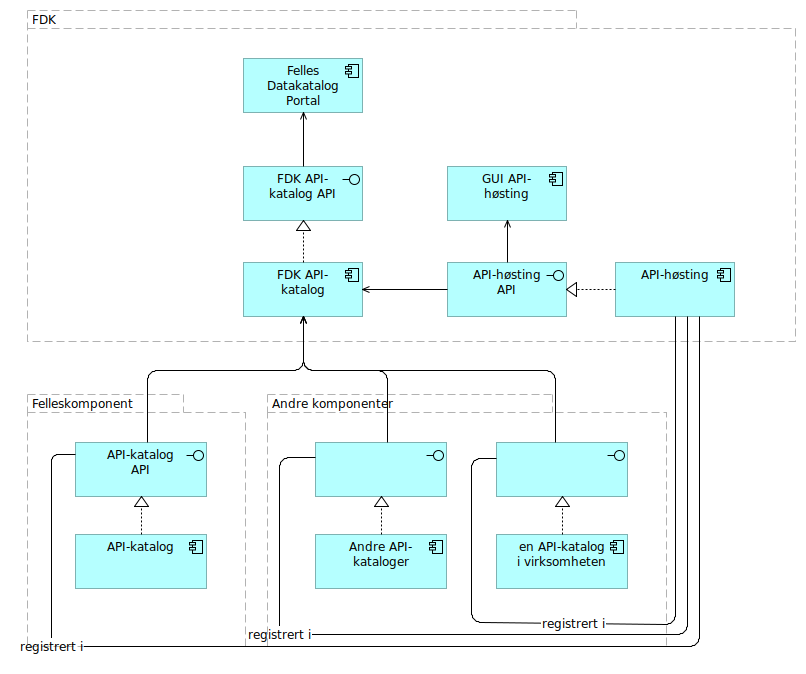 FDK
Felles
Datakatalog
Portal
FDK API-
katalog API
GUI API-
høsting
FDK API-
katalog
API-høsting
API
API-høsting
Felleskomponent
Andre komponenter
API-katalog
API
API-katalog
Andre API-
kataloger
en API-katalog
i virksomheten
registrert i
registrert i
registrert i